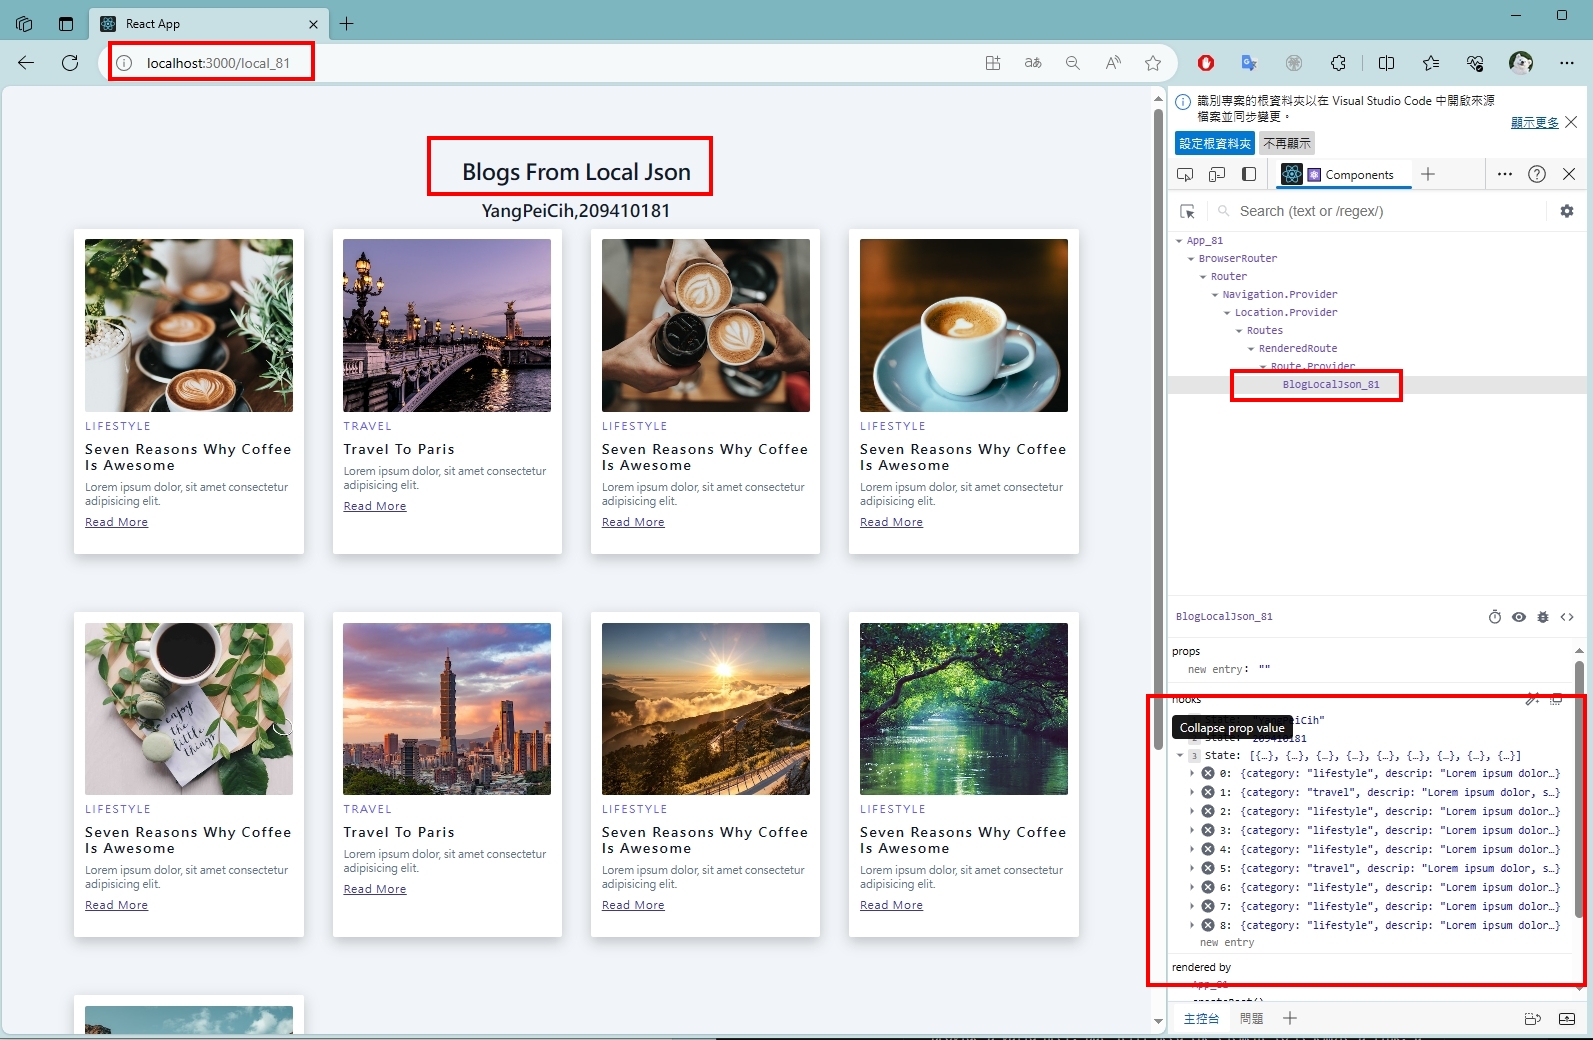 React App
localhost:3000/local_81
Blogs From Local Json
YangPeiCih,209410181
LIFESTYLE
Seven Reasons Why Coffee
Is Awesome
Lorem ipsum dolor, sit amet consectetur
adipisicing elit.
Read More
TRAVEL
Travel To Paris
Lorem ipsum dolor, sit amet consectetur
adipisicing elit.
Read More
LIFESTYLE
Seven Reasons Why Coffee
Is Awesome
Lorem ipsum dolor, sit amet consectetur
adipisicing elit.
Read More
LIFESTYLE
Seven Reasons Why Coffee
Is Awesome
Lorem ipsum dolor, sit amet consectetur
adipisicing elit.
Read More
enjoy
the
little
things
LIFESTYLE
Seven Reasons Why Coffee
Is Awesome
Lorem ipsum dolor, sit amet consectetur
adipisicing elit.
Read More
TRAVEL
Travel To Paris
Lorem ipsum dolor, sit amet consectetur
adipisicing elit.
Read More
LIFESTYLE
Seven Reasons Why Coffee
Is Awesome
Lorem ipsum dolor, sit amet consectetur
adipisicing elit.
Read More
LIFESTYLE
Seven Reasons Why Coffee
Is Awesome
Lorem ipsum dolor, sit amet consectetur
adipisicing elit.
Read More
識別專案的根資料夾以在 Visual Studio Code 中開啟來源
檔案並同步變更。
顯示更多
設定根資料夾 不再顯示
Components
Search (text or /regex/)
App_81
BrowserRouter
Router
Navigation.Provider
Location.Provider
Routes
RenderedRoute
Route.Provider
BlogLocalJson_81
BlogLocalJson_81
props
new entry: ""
hooks
Collapse prop value
3 State: [{…}, {…}, {…}, {…}, {…}, {…}, {…}, {…}, {…}]
0: {category: "lifestyle", descrip: "Lorem ipsum dolor…}
1: {category: "travel", descrip: "Lorem ipsum dolor, s…}
2: {category: "lifestyle", descrip: "Lorem ipsum dolor…}
3: {category: "lifestyle", descrip: "Lorem ipsum dolor…}
4: {category: "lifestyle", descrip: "Lorem ipsum dolor…}
5: {category: "travel", descrip: "Lorem ipsum dolor, s…}
6: {category: "lifestyle", descrip: "Lorem ipsum dolor…}
7: {category: "lifestyle", descrip: "Lorem ipsum dolor…}
8: {category: "lifestyle", descrip: "Lorem ipsum dolor…}
new entry
rendered by
App_81
主控台 問題